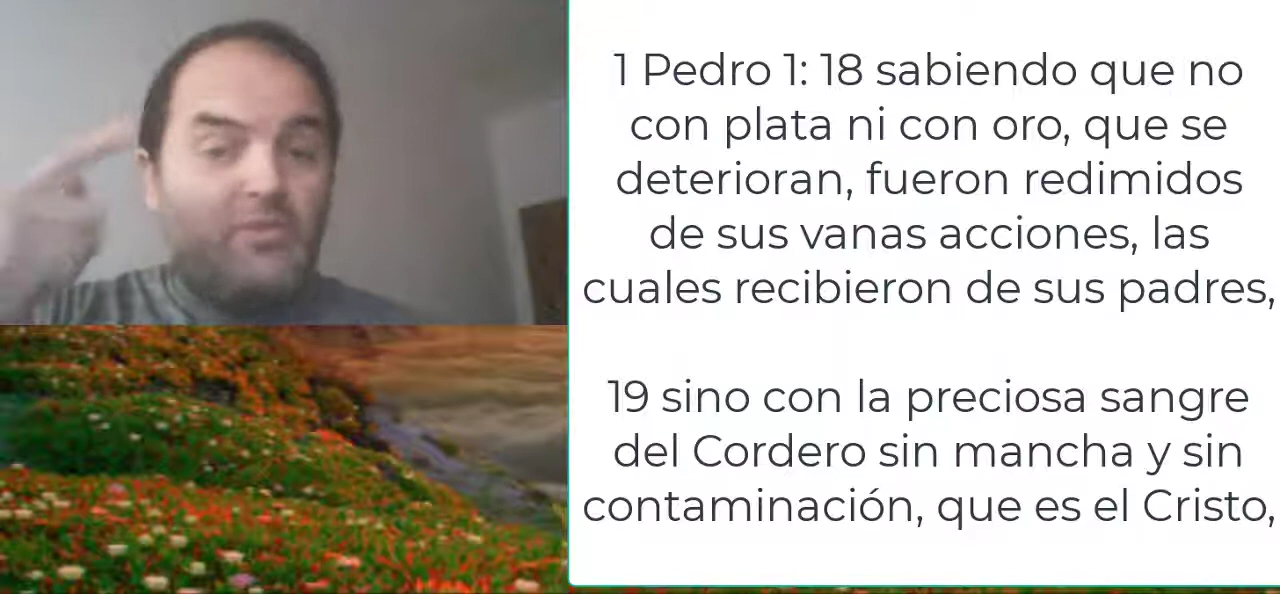 1 Pedro 1: 18 sabiendo que no
con plata ni con oro, que se
deterioran, fueron redimidos
de sus vanas acciones, las
cuales recibieron de sus padres,
19 sino con la preciosa sangre
del Cordero sin mancha y sin
contaminación, que es el Cristo,